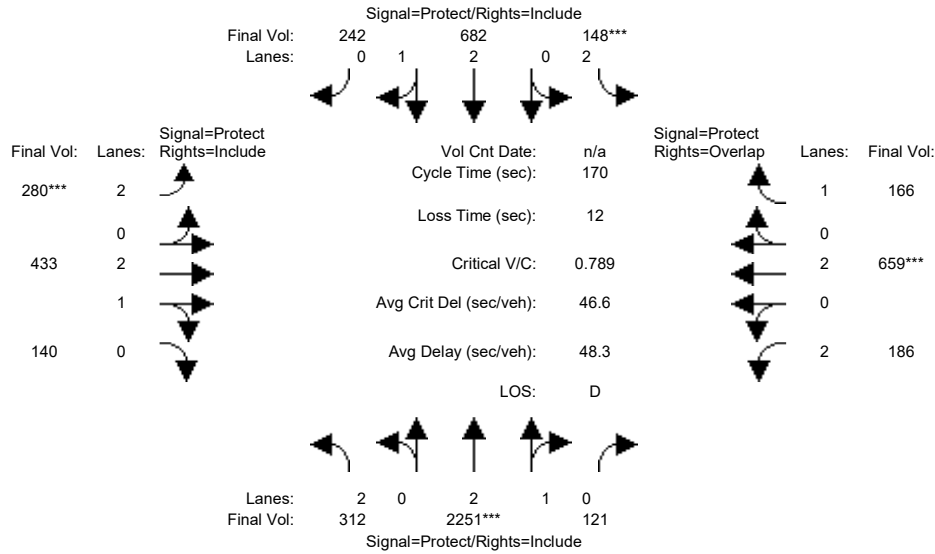 Signal=Protect/Rights=Include
Final Vol: 242 682 148***
Lanes: 0 1 2 0 2
Signal=Protect Signal=Protect
Final Vol: Lanes: Rights=Include Vol Cnt Date: n/a Rights=Overlap Lanes: Final Vol:
Cycle Time (sec): 170
280*** 2 1 166
Loss Time (sec): 12
0 0
433 2 Critical V/C: 0.789 2 659***
1 Avg Crit Del (sec/veh): 46.6 0
140 0 Avg Delay (sec/veh): 48.3 2 186
LOS: D
Lanes: 2 0 2 1 0
Final Vol: 312 2251*** 121
Signal=Protect/Rights=Include